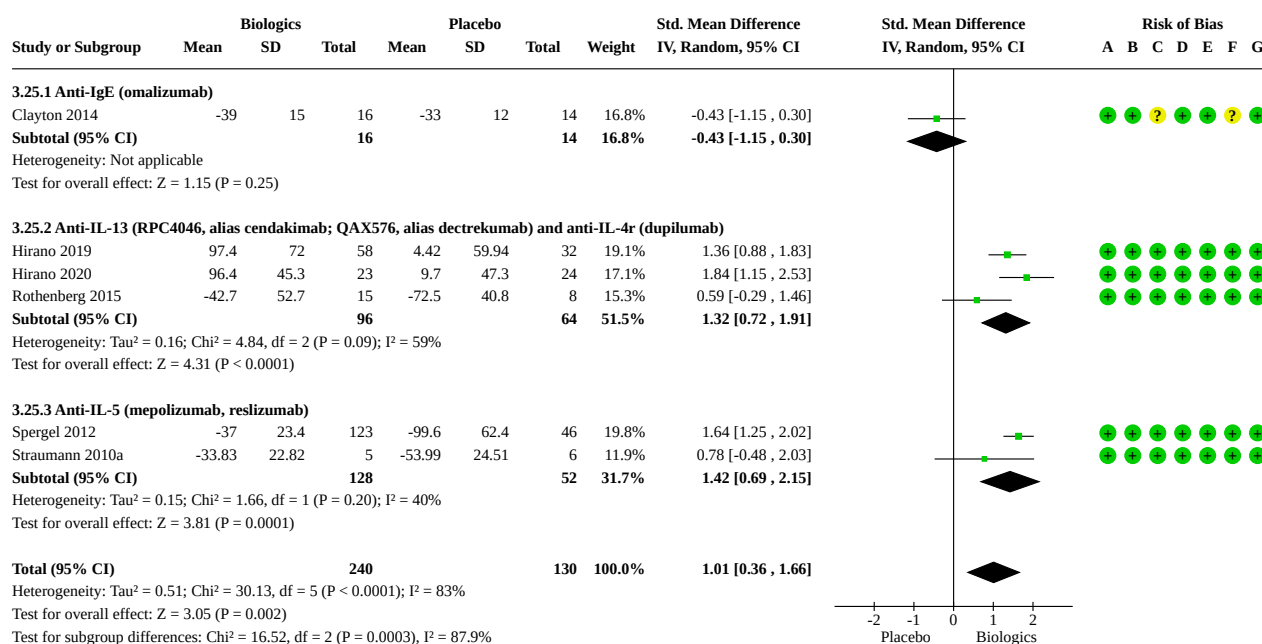 Biologics Placebo Std. Mean Difference Std. Mean Difference Risk of Bias
Study or Subgroup Mean SD Total Mean SD Total Weight IV, Random, 95% CI IV, Random, 95% CI A B C D E F G
3.25.1 Anti-IgE (omalizumab)
Clayton 2014 -39 15 16 -33 12 14 16.8% -0.43 [-1.15 , 0.30] + + ? + + ? +
Subtotal (95% CI) 16 14 16.8% -0.43 [-1.15 , 0.30]
Heterogeneity: Not applicable
Test for overall effect: Z = 1.15 (P = 0.25)
3.25.2 Anti-IL-13 (RPC4046, alias cendakimab; QAX576, alias dectrekumab) and anti-IL-4r (dupilumab)
Hirano 2019 97.4 72 58 4.42 59.94 32 19.1% 1.36 [0.88 , 1.83] + + + + + + +
Hirano 2020 96.4 45.3 23 9.7 47.3 24 17.1% 1.84 [1.15 , 2.53] + + + + + + +
Rothenberg 2015 -42.7 52.7 15 -72.5 40.8 8 15.3% 0.59 [-0.29 , 1.46] + + + + + + +
Subtotal (95% CI) 96 64 51.5% 1.32 [0.72 , 1.91]
Heterogeneity: Tau² = 0.16; Chi² = 4.84, df = 2 (P = 0.09); I² = 59%
Test for overall effect: Z = 4.31 (P < 0.0001)
3.25.3 Anti-IL-5 (mepolizumab, reslizumab)
Spergel 2012 -37 23.4 123 -99.6 62.4 46 19.8% 1.64 [1.25 , 2.02] + + + + + + +
Straumann 2010a -33.83 22.82 5 -53.99 24.51 6 11.9% 0.78 [-0.48 , 2.03] + + + + + + +
Subtotal (95% CI) 128 52 31.7% 1.42 [0.69 , 2.15]
Heterogeneity: Tau² = 0.15; Chi² = 1.66, df = 1 (P = 0.20); I² = 40%
Test for overall effect: Z = 3.81 (P = 0.0001)
Total (95% CI) 240 130 100.0% 1.01 [0.36 , 1.66]
Heterogeneity: Tau² = 0.51; Chi² = 30.13, df = 5 (P < 0.0001); I² = 83%
Test for overall effect: Z = 3.05 (P = 0.002) -2 -1 0 1 2
Test for subgroup differences: Chi² = 16.52, df = 2 (P = 0.0003), I² = 87.9% Placebo Biologics